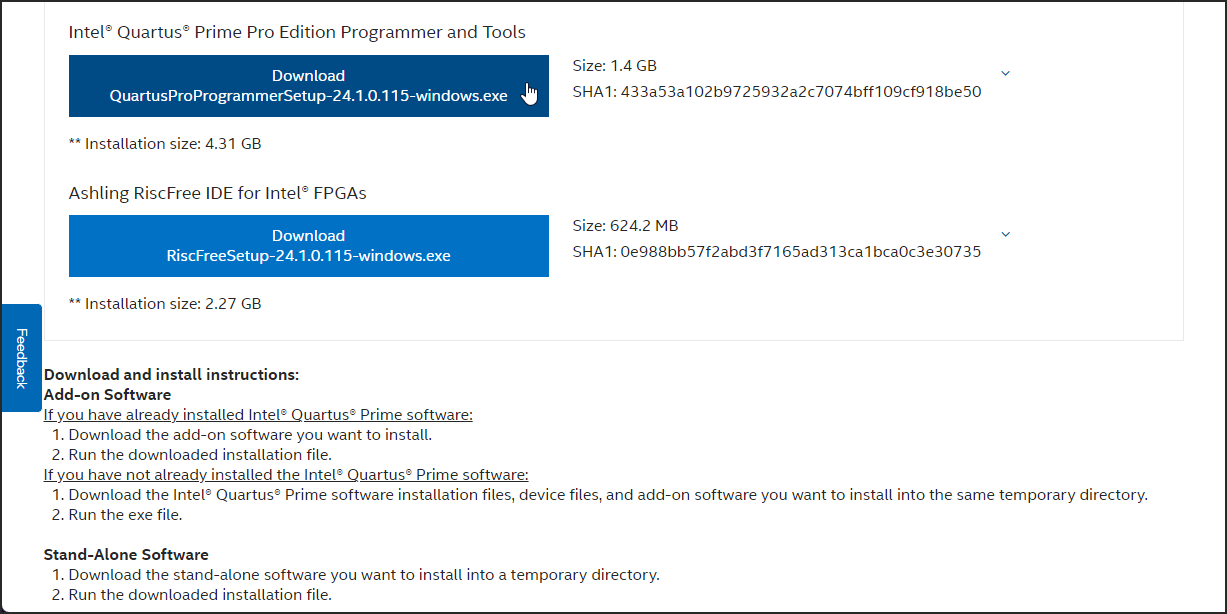 Intel® Quartus® Prime Pro Edition Programmer and Tools
Download
QuartusProProgrammerSetup-24.1.0.115-windows.exe
Size: 1.4 GB
SHA1: 433a53a102b9725932a2c7074bff109cf918be50
** Installation size: 4.31 GB
Ashling RiscFree IDE for Intel® FPGAs
Download
RiscFreeSetup-24.1.0.115-windows.exe
Size: 624.2 MB
SHA1: 0e988bb57f2abd3f7165ad313ca1bca0c3e30735
** Installation size: 2.27 GB
Feedback
Download and install instructions:
Add-on Software
If you have already installed Intel® Quartus® Prime software:
1. Download the add-on software you want to install.
2. Run the downloaded installation file.
If you have not already installed the Intel® Quartus® Prime software:
1. Download the Intel® Quartus® Prime software installation files, device files, and add-on software you want to install into the same temporary directory.
2. Run the exe file.
Stand-Alone Software
1. Download the stand-alone software you want to install into a temporary directory.
2. Run the downloaded installation file.